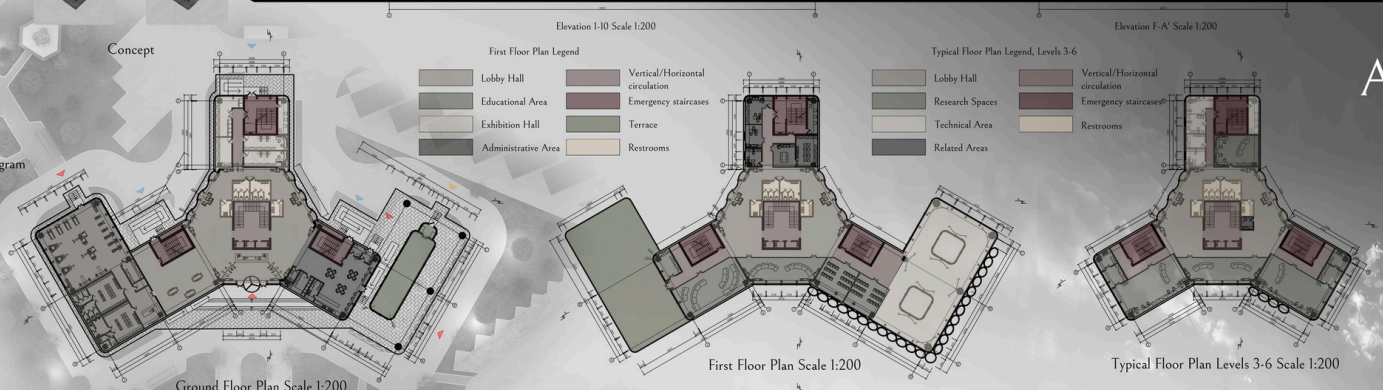 Elevation 1-10 Scale 1:200
Elevation F-A' Scale 1:200
Concept
gram
First Floor Plan Legend
Lobby Hall
Educational Area
Exhibition Hall
Administrative Area
Vertical/Horizontal
circulation
Emergency staircases
Terrace
Restrooms
Typical Floor Plan Legend, Levels 3-6
Lobby Hall
Research Spaces
Technical Area
Related Areas
Vertical/Horizontal
circulation
Emergency staircases
Restrooms
A
Ground Floor Plan Scale 1:200
First Floor Plan Scale 1:200
Typical Floor Plan Levels 3-6 Scale 1:200